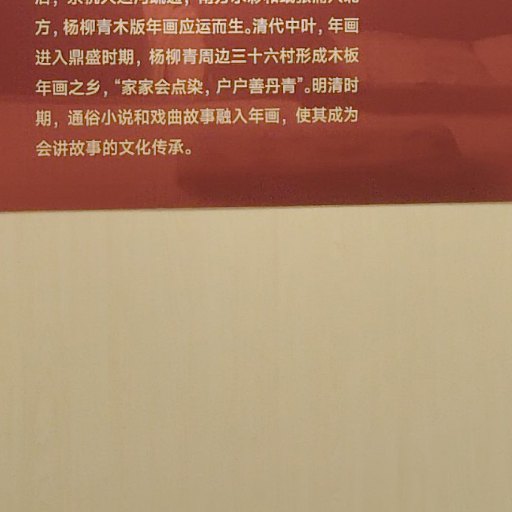 方，杨柳青木版年画应运而生。清代中叶，年画
进入鼎盛时期，杨柳青周边三十六村形成木板
年画之乡，“家家会点染，户户善丹青”。明清时
期，通俗小说和戏曲故事融入年画，使其成为
会讲故事的文化传承。